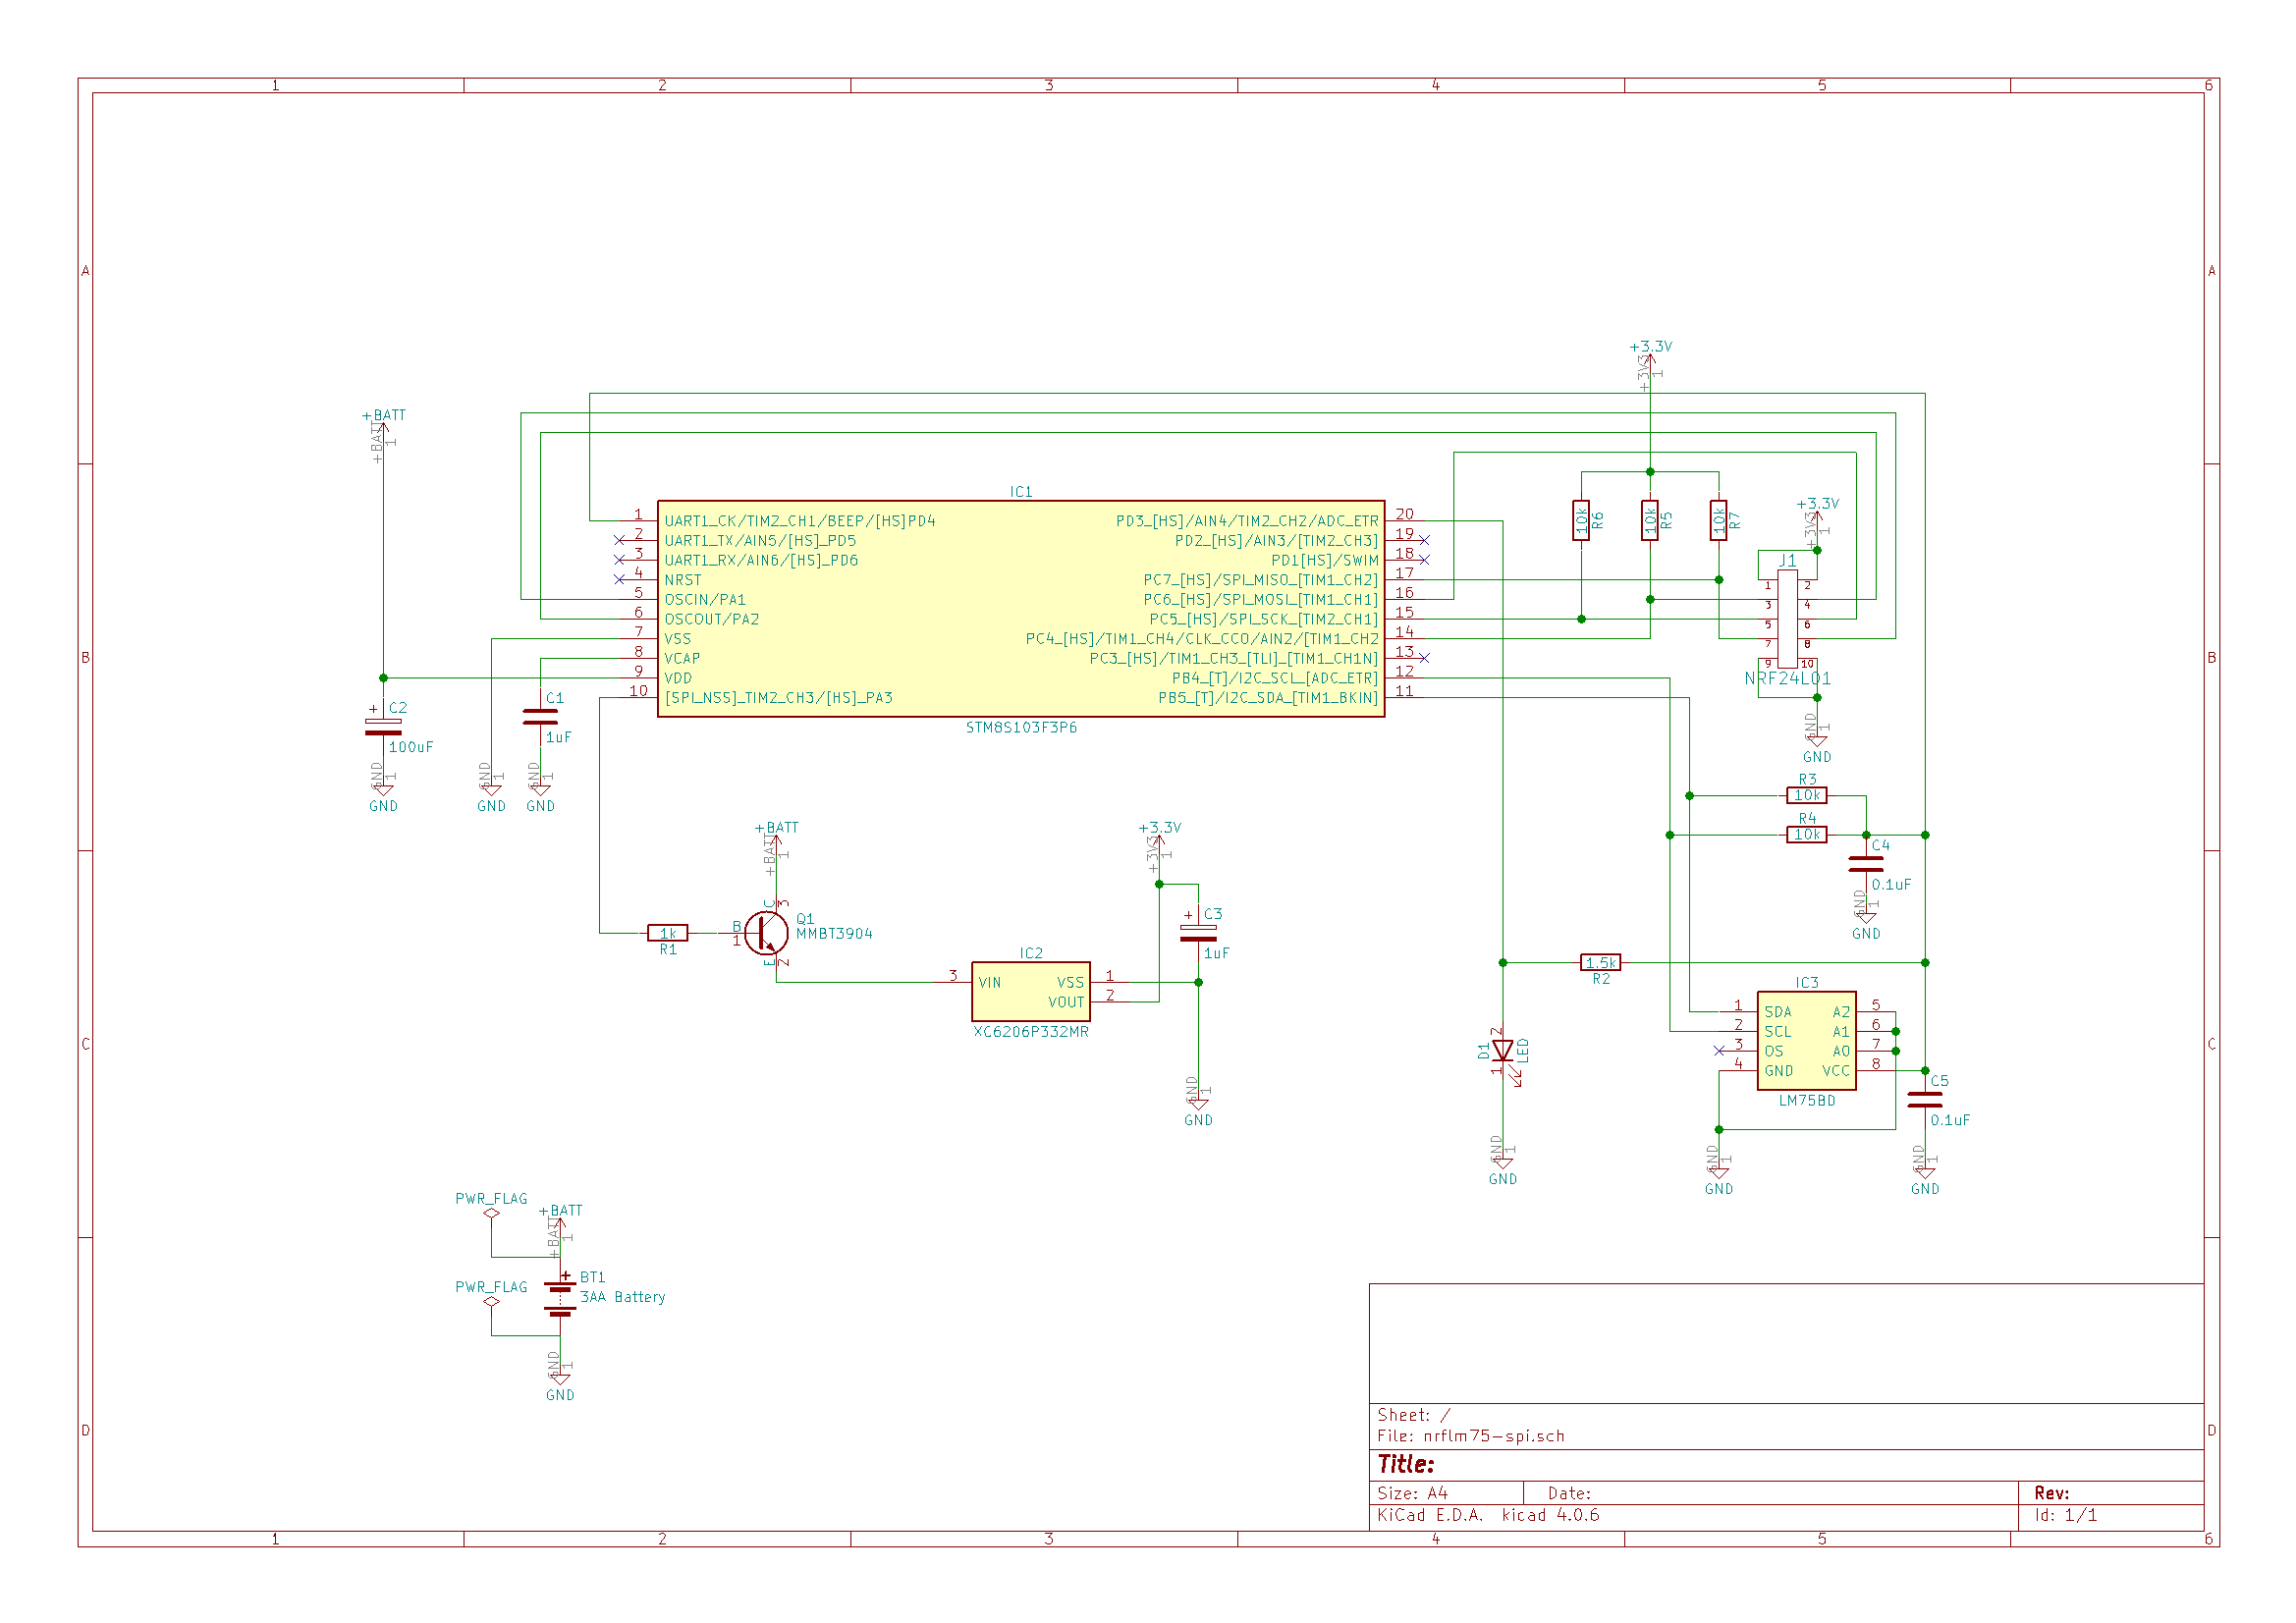 1 2 3 4 5 6
A A
B B
C C
D D
1 2 3 4 5 6
+BATT
+BATT
1
C2
+
100uF
GND
1
GND
GND
1
GND
C1
1uF
GND
1
GND
IC1
1 UART1_CK/TIM2_CH1/BEEP/[HS]PD4
2 UART1_TX/AIN5/[HS]_PD5
3 UART1_RX/AIN6/[HS]_PD6
4 NRST
5 OSCIN/PA1
6 OSCOUT/PA2
7 VSS
8 VCAP
9 VDD
10 [SPI_NSS]_TIM2_CH3/[HS]_PA3
PD3_[HS]/AIN4/TIM2_CH2/ADC_ETR 20
PD2_[HS]/AIN3/[TIM2_CH3] 19
PD1[HS]/SWIM 18
PC7_[HS]/SPI_MISO_[TIM1_CH2] 17
PC6_[HS]/SPI_MOSI_[TIM1_CH1] 16
PC5_[HS]/SPI_SCK_[TIM2_CH1] 15
PC4_[HS]/TIM1_CH4/CLK_CCO/AIN2/[TIM1_CH2 14
PC3_[HS]/TIM1_CH3_[TLI]_[TIM1_CH1N] 13
PB4_[T]/I2C_SCL_[ADC_ETR] 12
PB5_[T]/I2C_SDA_[TIM1_BKIN] 11
STM8S103F3P6
+3.3V
+3V3
1
10k
R6
10k
R5
10k
R7
+3.3V
+3V3
1
J1
1 2
3 4
5 6
7 8
9 10
NRF24L01
GND
1
GND
R3
10k
R4
10k
C4
0.1uF
GND
1
GND
+BATT
+BATT
1
C
3
B
1
E
2
Q1
MMBT3904
1k
R1
+3.3V
+3V3
1
+
C3
1uF
IC2
3 VIN
VSS 1
VOUT 2
XC6206P332MR
GND
1
GND
1.5k
R2
D1
2
1
LED
GND
1
GND
IC3
1 SDA
2 SCL
3 OS
4 GND
A2 5
A1 6
A0 7
VCC 8
LM75BD
GND
1
GND
C5
0.1uF
GND
1
GND
PWR_FLAG
+BATT
+BATT
1
PWR_FLAG
+
BT1
3AA Battery
GND
1
GND
Sheet: /
File: nrflm75-spi.sch
Title:
Size: A4 Date: Rev:
KiCad E.D.A. kicad 4.0.6 Id: 1/1